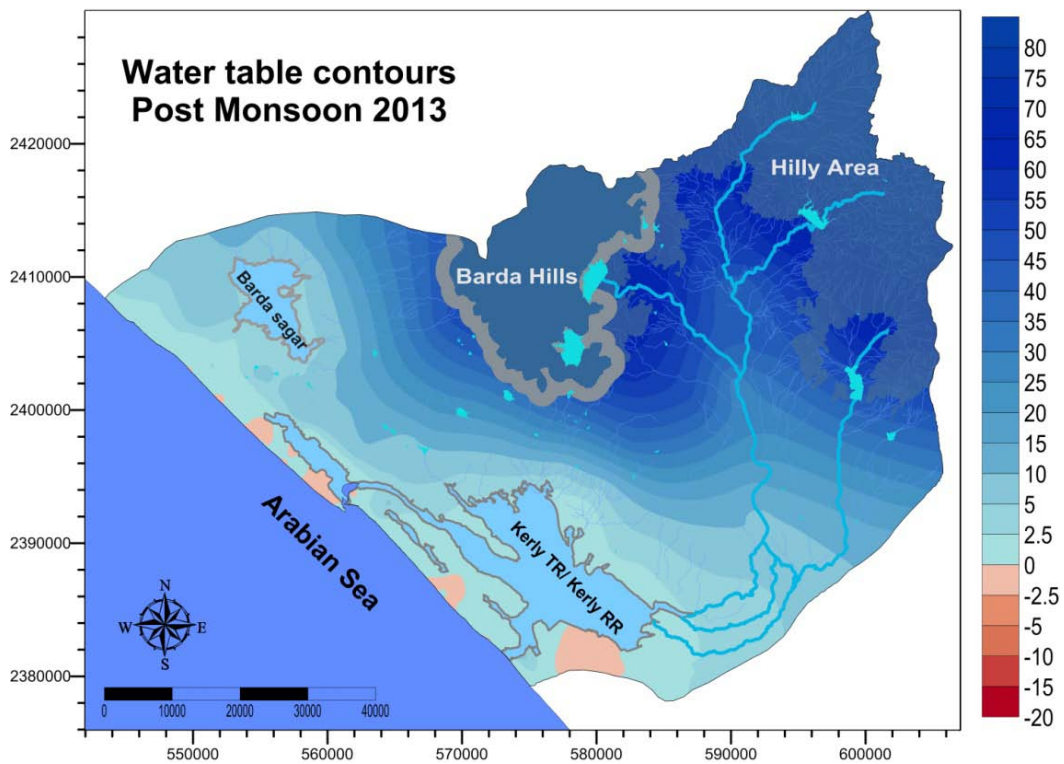 Water table contours
Post Monsoon 2013
Hilly Area
Barda Hills
Barda sagar
Kerly TR/ Kerly RR
Arabian Sea
N
W E
S
0 10000 20000 30000 40000
2420000
2410000
2400000
2390000
2380000
550000 560000 570000 580000 590000 600000
80
75
70
65
60
55
50
45
40
35
30
25
20
15
10
5
2.5
0
-2.5
-5
-10
-15
-20